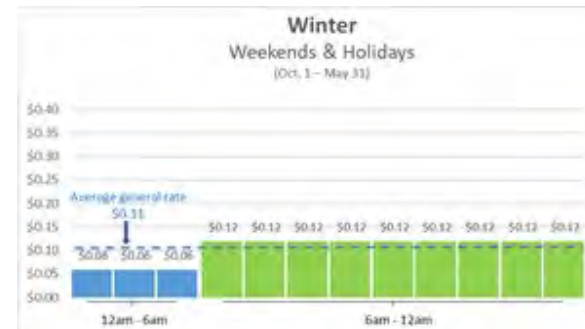 Winter
Weekends & Holidays
(Oct. 1 – May 31)
$0.40
$0.35
$0.30
$0.25
$0.20
$0.15
$0.10
$0.05
$0.00
Average general rate
$0.11
$0.06 $0.06 $0.06
$0.12 $0.12 $0.12 $0.12 $0.12 $0.12 $0.12 $0.12 $0.12
12am - 6am
6am - 12am